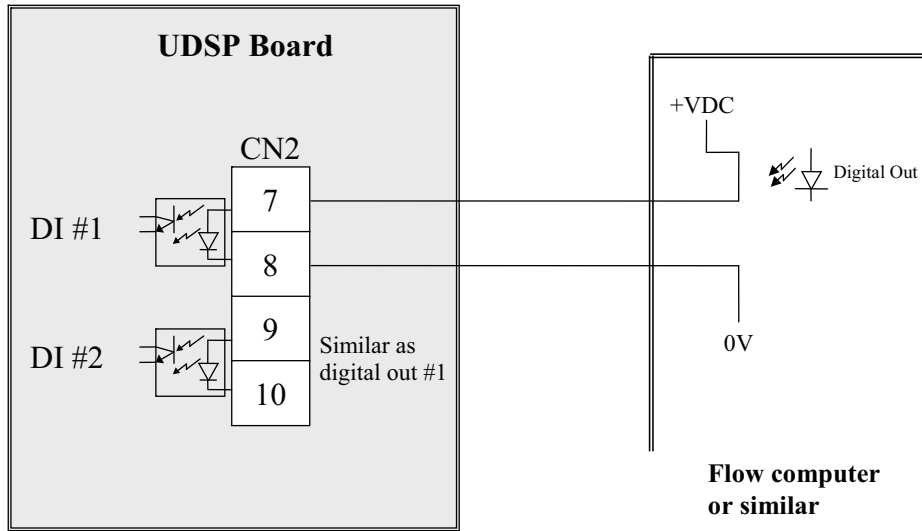 UDSP Board
+VDC
CN2
Digital Out
7
DI #1
8
9
0V
Similar as
DI #2
digital out #1
10
Flow computer
or similar